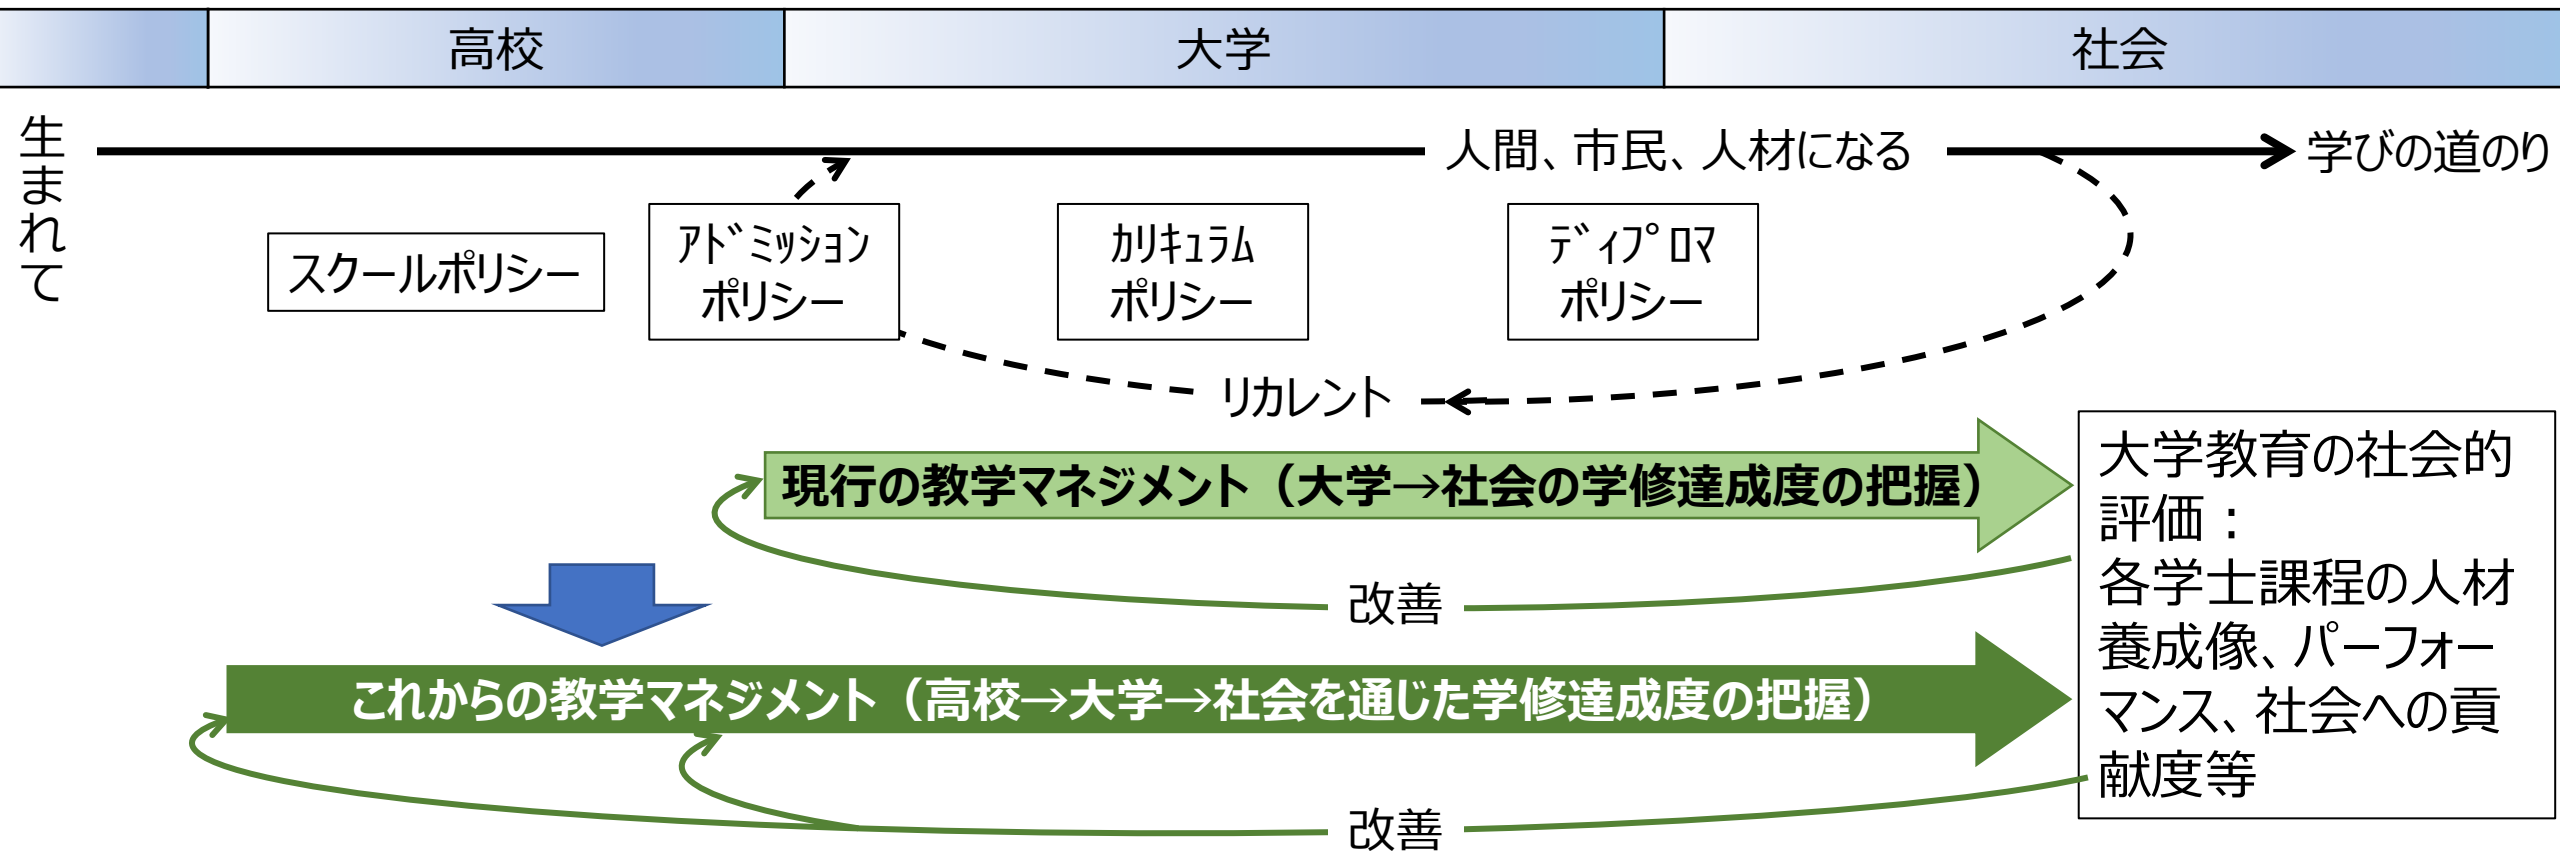 高校
大学
社会
生まれて
人間、市民、人材になる
学びの道のり
スクールポリシー
ｱﾄﾞﾐｯｼｮﾝ
ポリシー
ｶﾘｷｭﾗﾑ
ポリシー
ﾃﾞｨﾌﾟﾛﾏ
ポリシー
リカレント
現行の教学マネジメント（大学→社会の学修達成度の把握）
改善
これからの教学マネジメント（高校→大学→社会を通じた学修達成度の把握）
改善
大学教育の社会的
評価：
各学士課程の人材
養成像、パーフォー
マンス、社会への貢
献度等